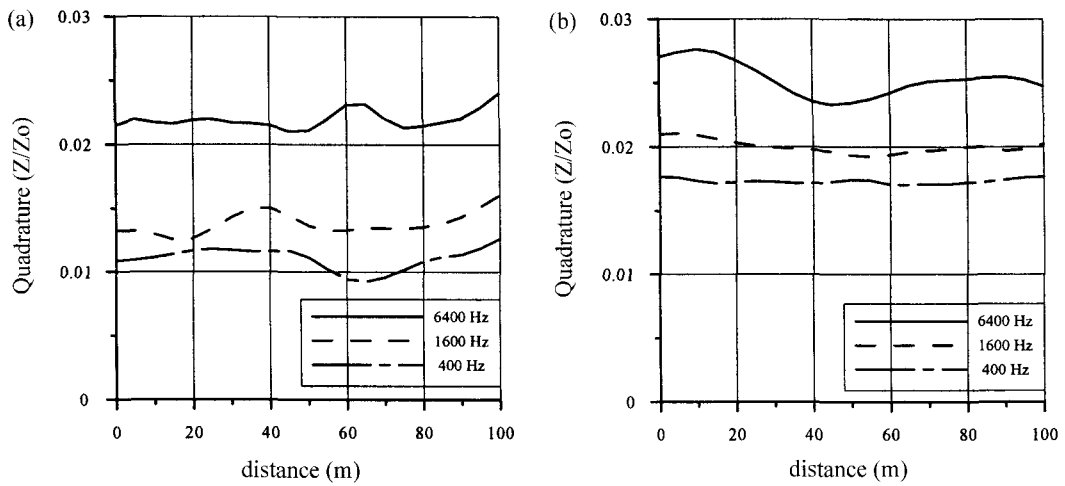 (a)
0.03
0.02
0.01
0
Quadrature (Z/Zo)
6400 Hz
1600 Hz
400 Hz
0 20 40 60 80 100
distance (m)
(b)
0.03
0.02
0.01
0
Quadrature (Z/Zo)
6400 Hz
1600 Hz
400 Hz
0 20 40 60 80 100
distance (m)